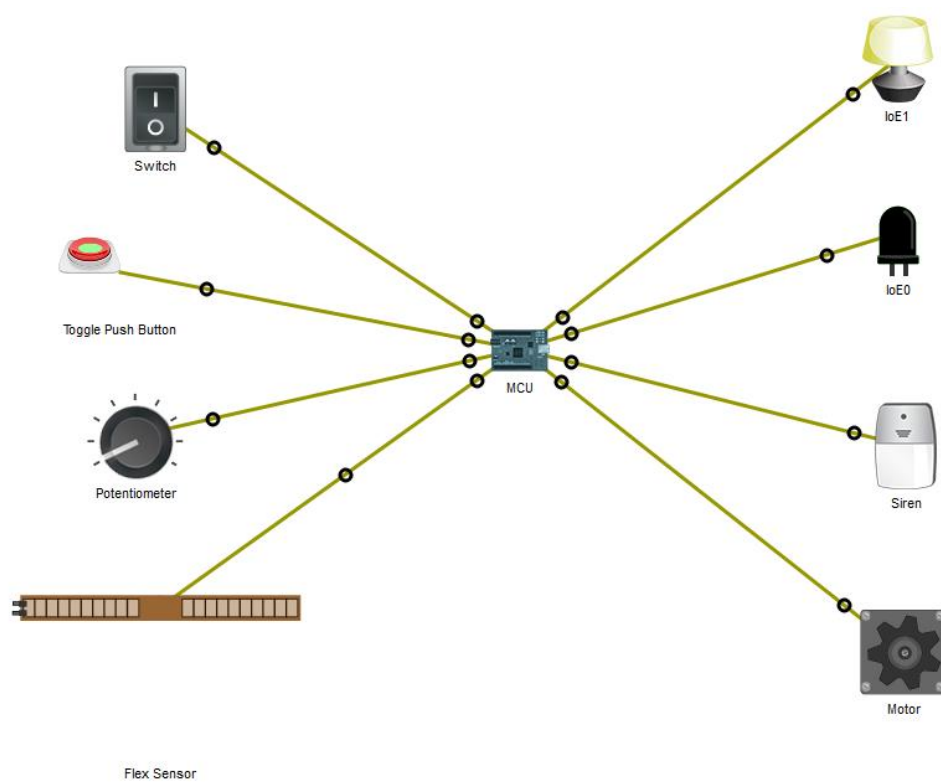 IoE1
Switch
IoE0
Toggle Push Button
MCU
Potentiometer
Siren
Motor
Flex Sensor